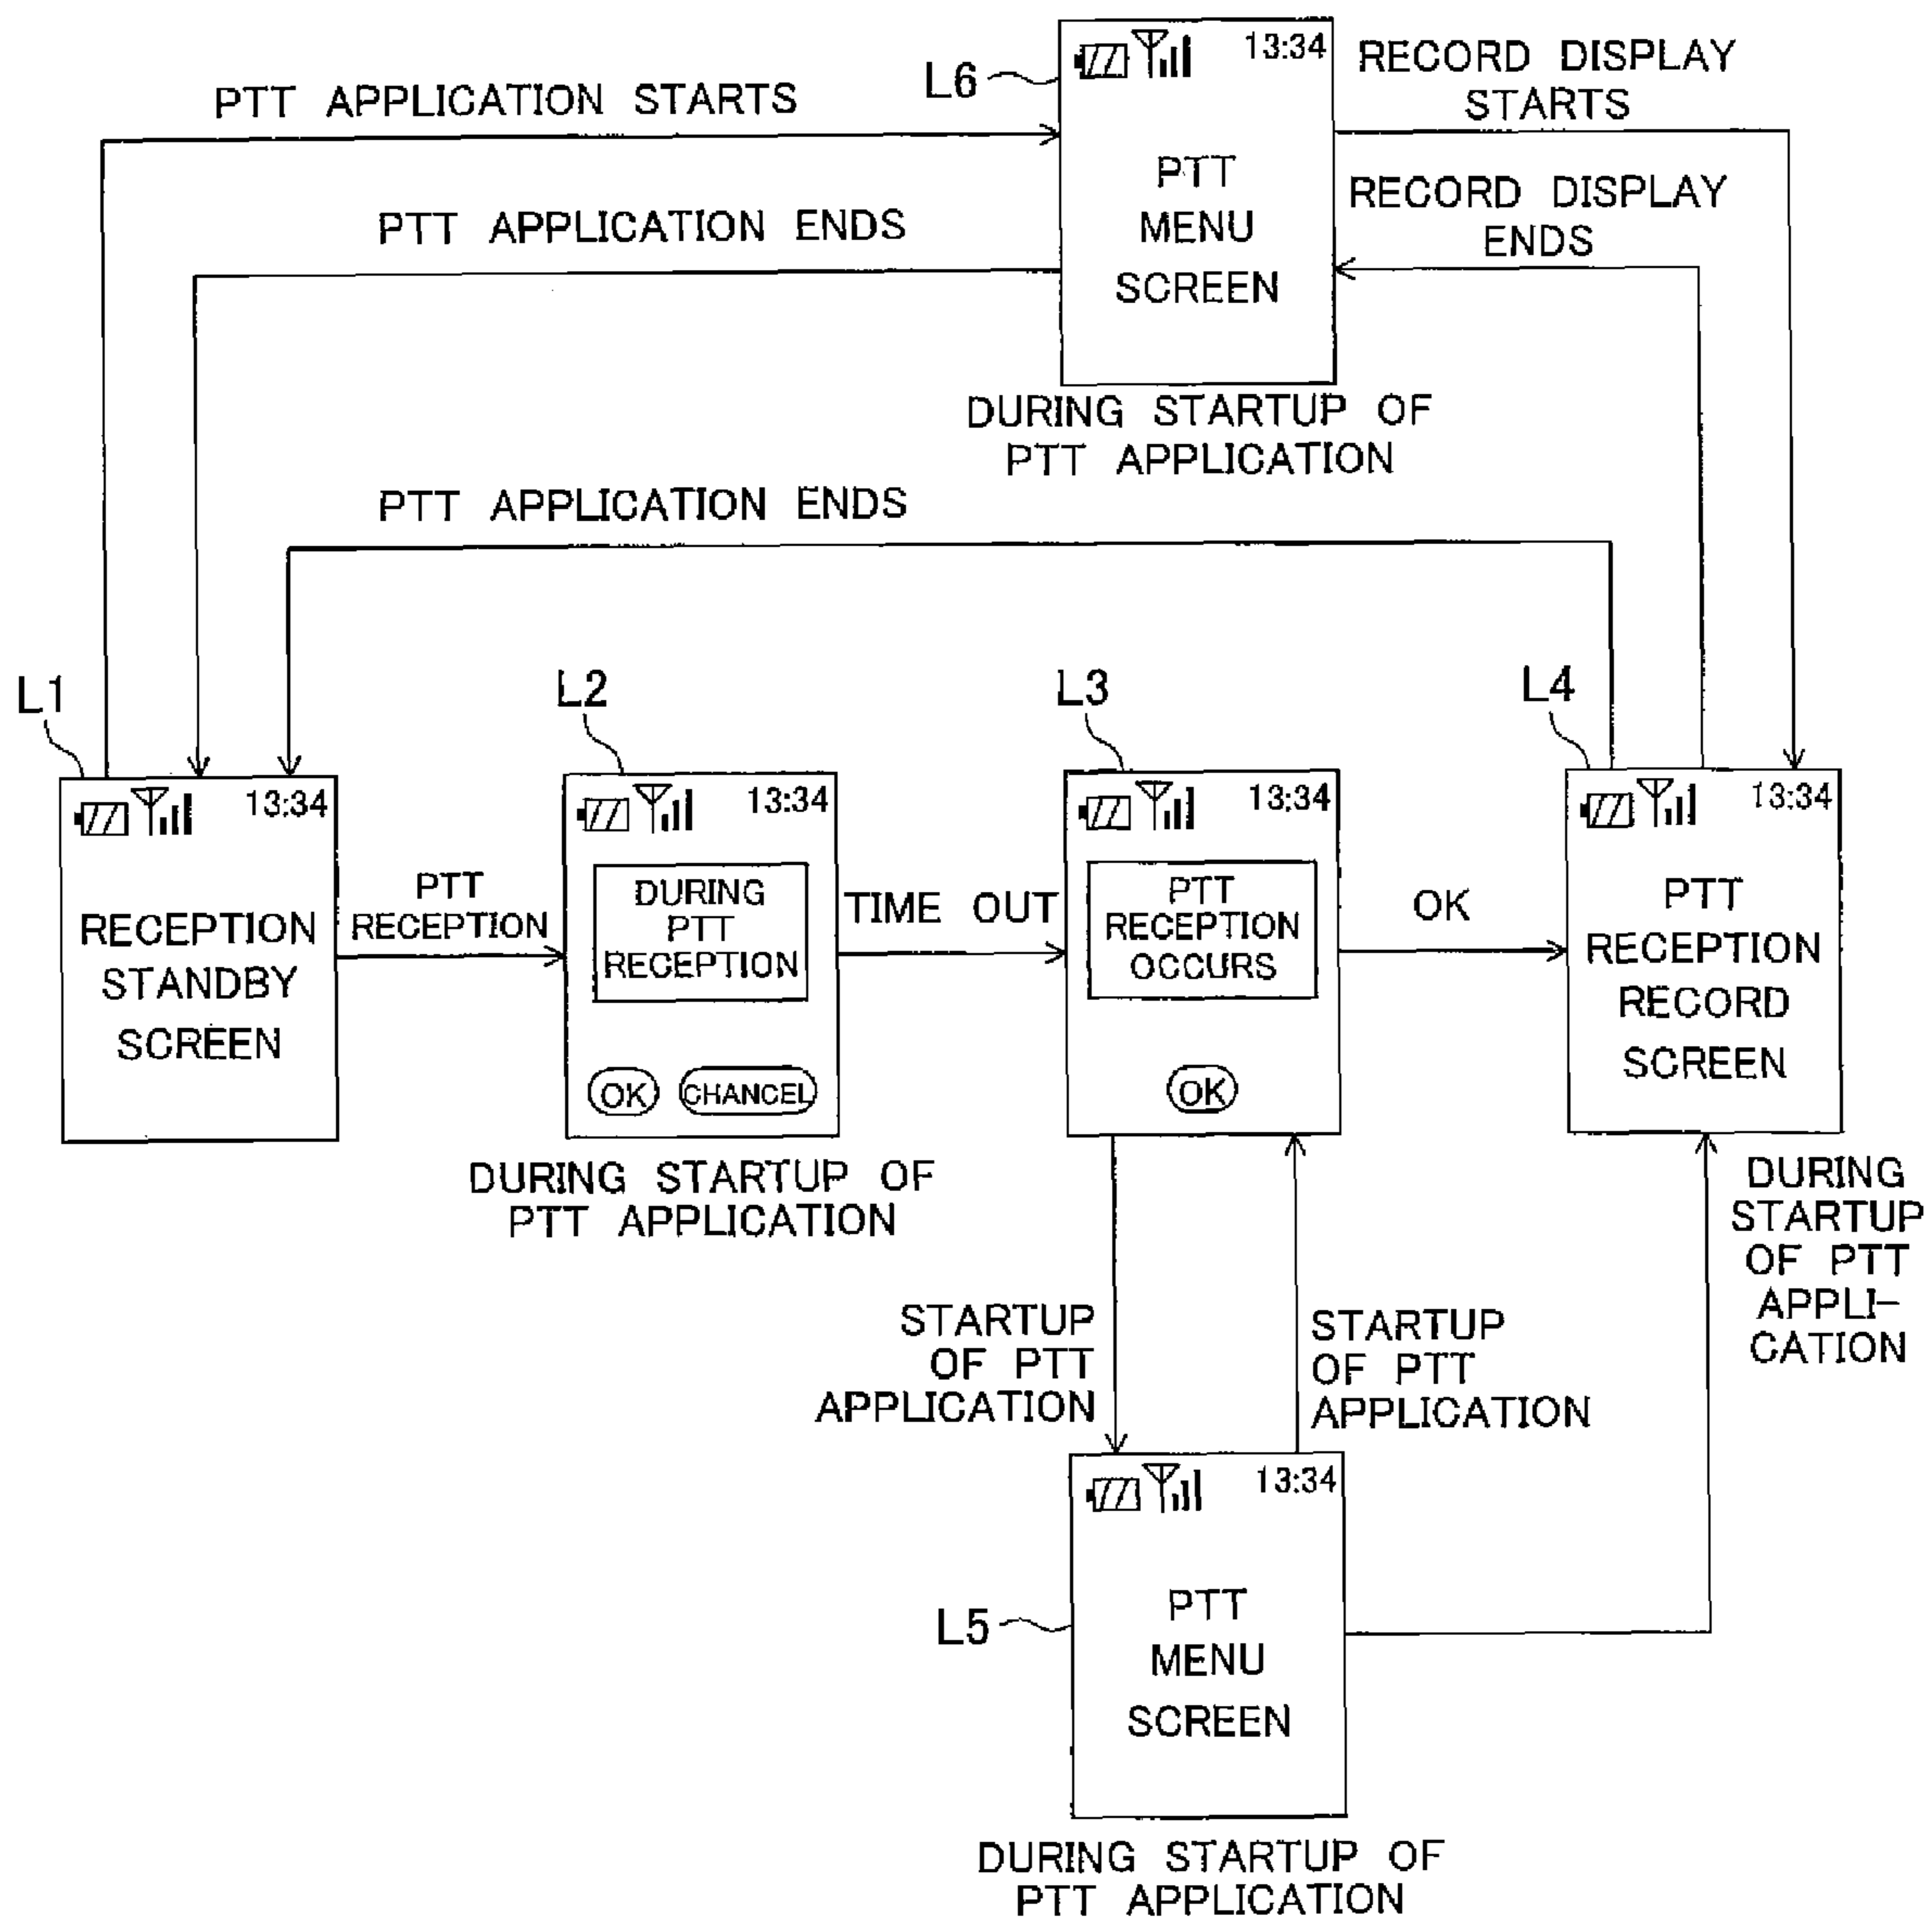 L6
13:34
PTT
MENU
SCREEN
DURING STARTUP OF
PTT APPLICATION
PTT APPLICATION STARTS
PTT APPLICATION ENDS
RECORD DISPLAY
STARTS
RECORD DISPLAY
ENDS
PTT APPLICATION ENDS
L1
13:34
RECEPTION
STANDBY
SCREEN
PTT
RECEPTION
L2
13:34
DURING
PTT
RECEPTION
OK
CHANCEL
DURING STARTUP OF
PTT APPLICATION
TIME OUT
L3
13:34
PTT
RECEPTION
OCCURS
OK
OK
L4
13:34
PTT
RECEPTION
RECORD
SCREEN
DURING
STARTUP
OF PTT
APPLI-
CATION
STARTUP
OF PTT
APPLICATION
STARTUP
OF PTT
APPLICATION
L5
13:34
PTT
MENU
SCREEN
DURING STARTUP OF
PTT APPLICATION